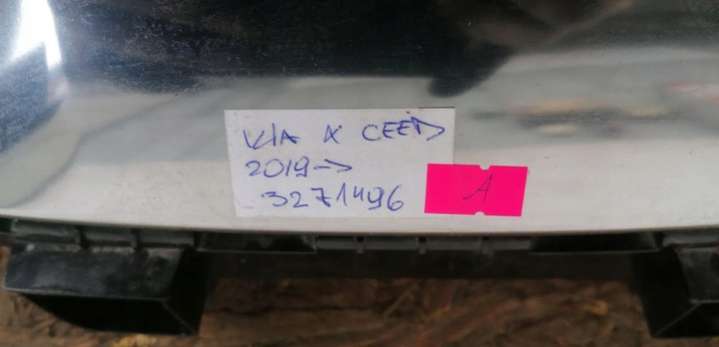 KIA X CEED
2019->
3271496
A